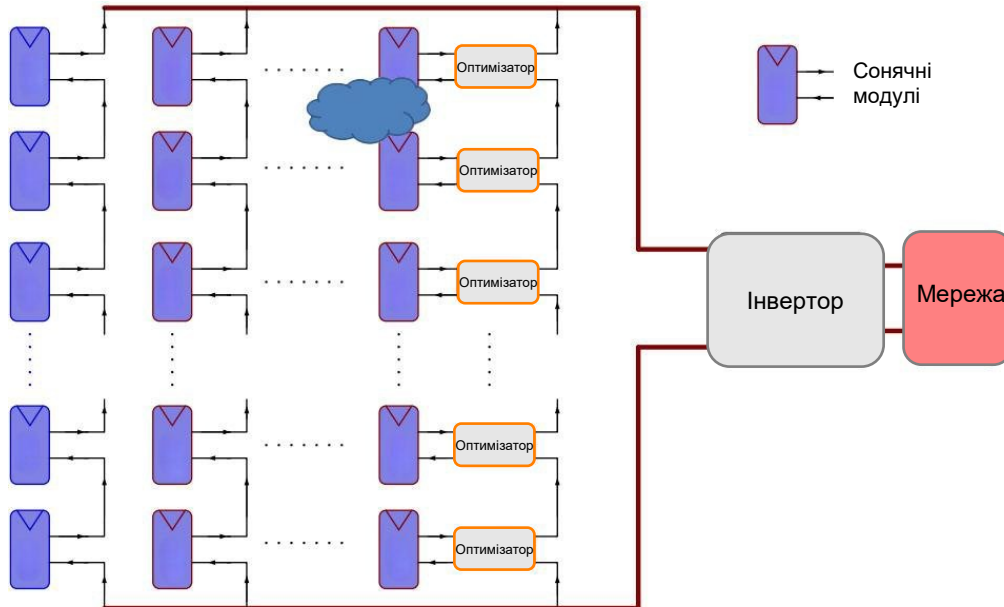 Оптимізатор
Сонячні
модулі
Оптимізатор
Оптимізатор
Інвертор
Мережа
Оптимізатор
Оптимізатор